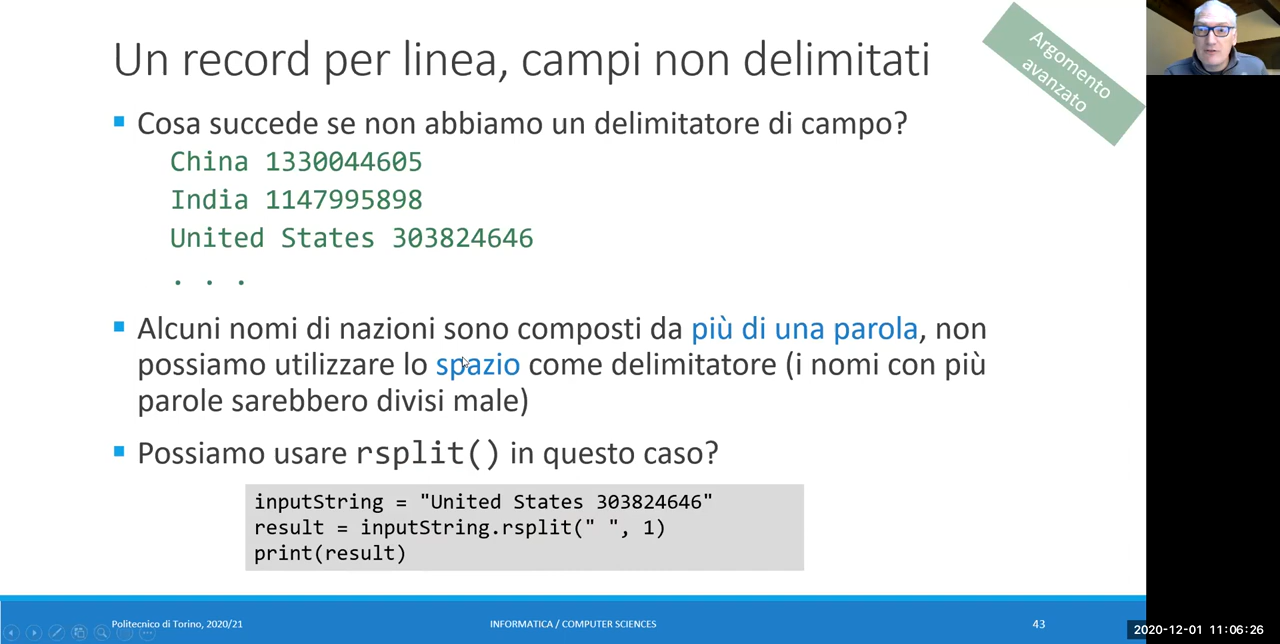 Un record per linea, campi non delimitati
Argomento
avanzato
▪ Cosa succede se non abbiamo un delimitatore di campo?
China 1330044605
India 1147995898
United States 303824646
. . .
▪ Alcuni nomi di nazioni sono composti da più di una parola, non
possiamo utilizzare lo spazio come delimitatore (i nomi con più
parole sarebbero divisi male)
▪ Possiamo usare rsplit() in questo caso?
inputString = "United States 303824646"
result = inputString.rsplit(" ", 1)
print(result)
Politecnico di Torino, 2020/21
INFORMATICA / COMPUTER SCIENCES
43
2020-12-01 11:06:26